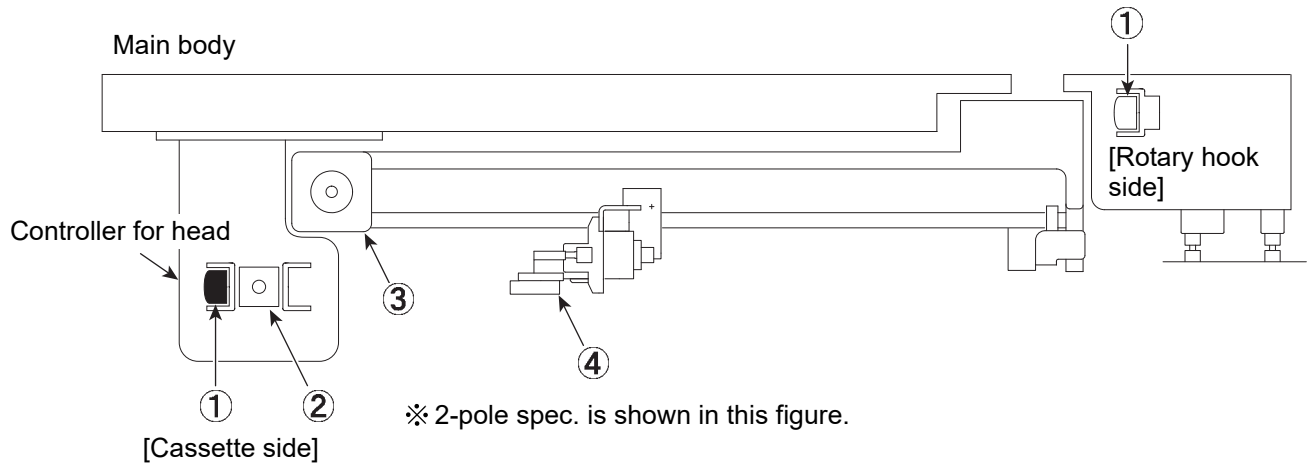 ①
Main body
[Rotary hook
side]
Controller for head
③
④
①
②
※ 2-pole spec. is shown in this figure.
[Cassette side]